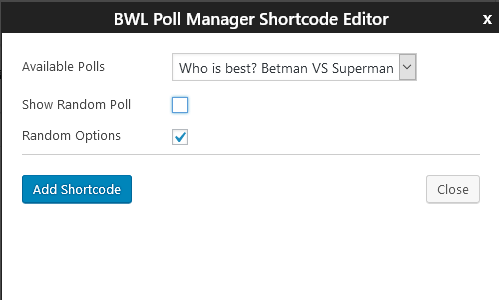 BWL Poll Manager Shortcode Editor x
Available Polls Who is best? Betman VS Superman
Show Random Poll
Random Options
Add Shortcode Close